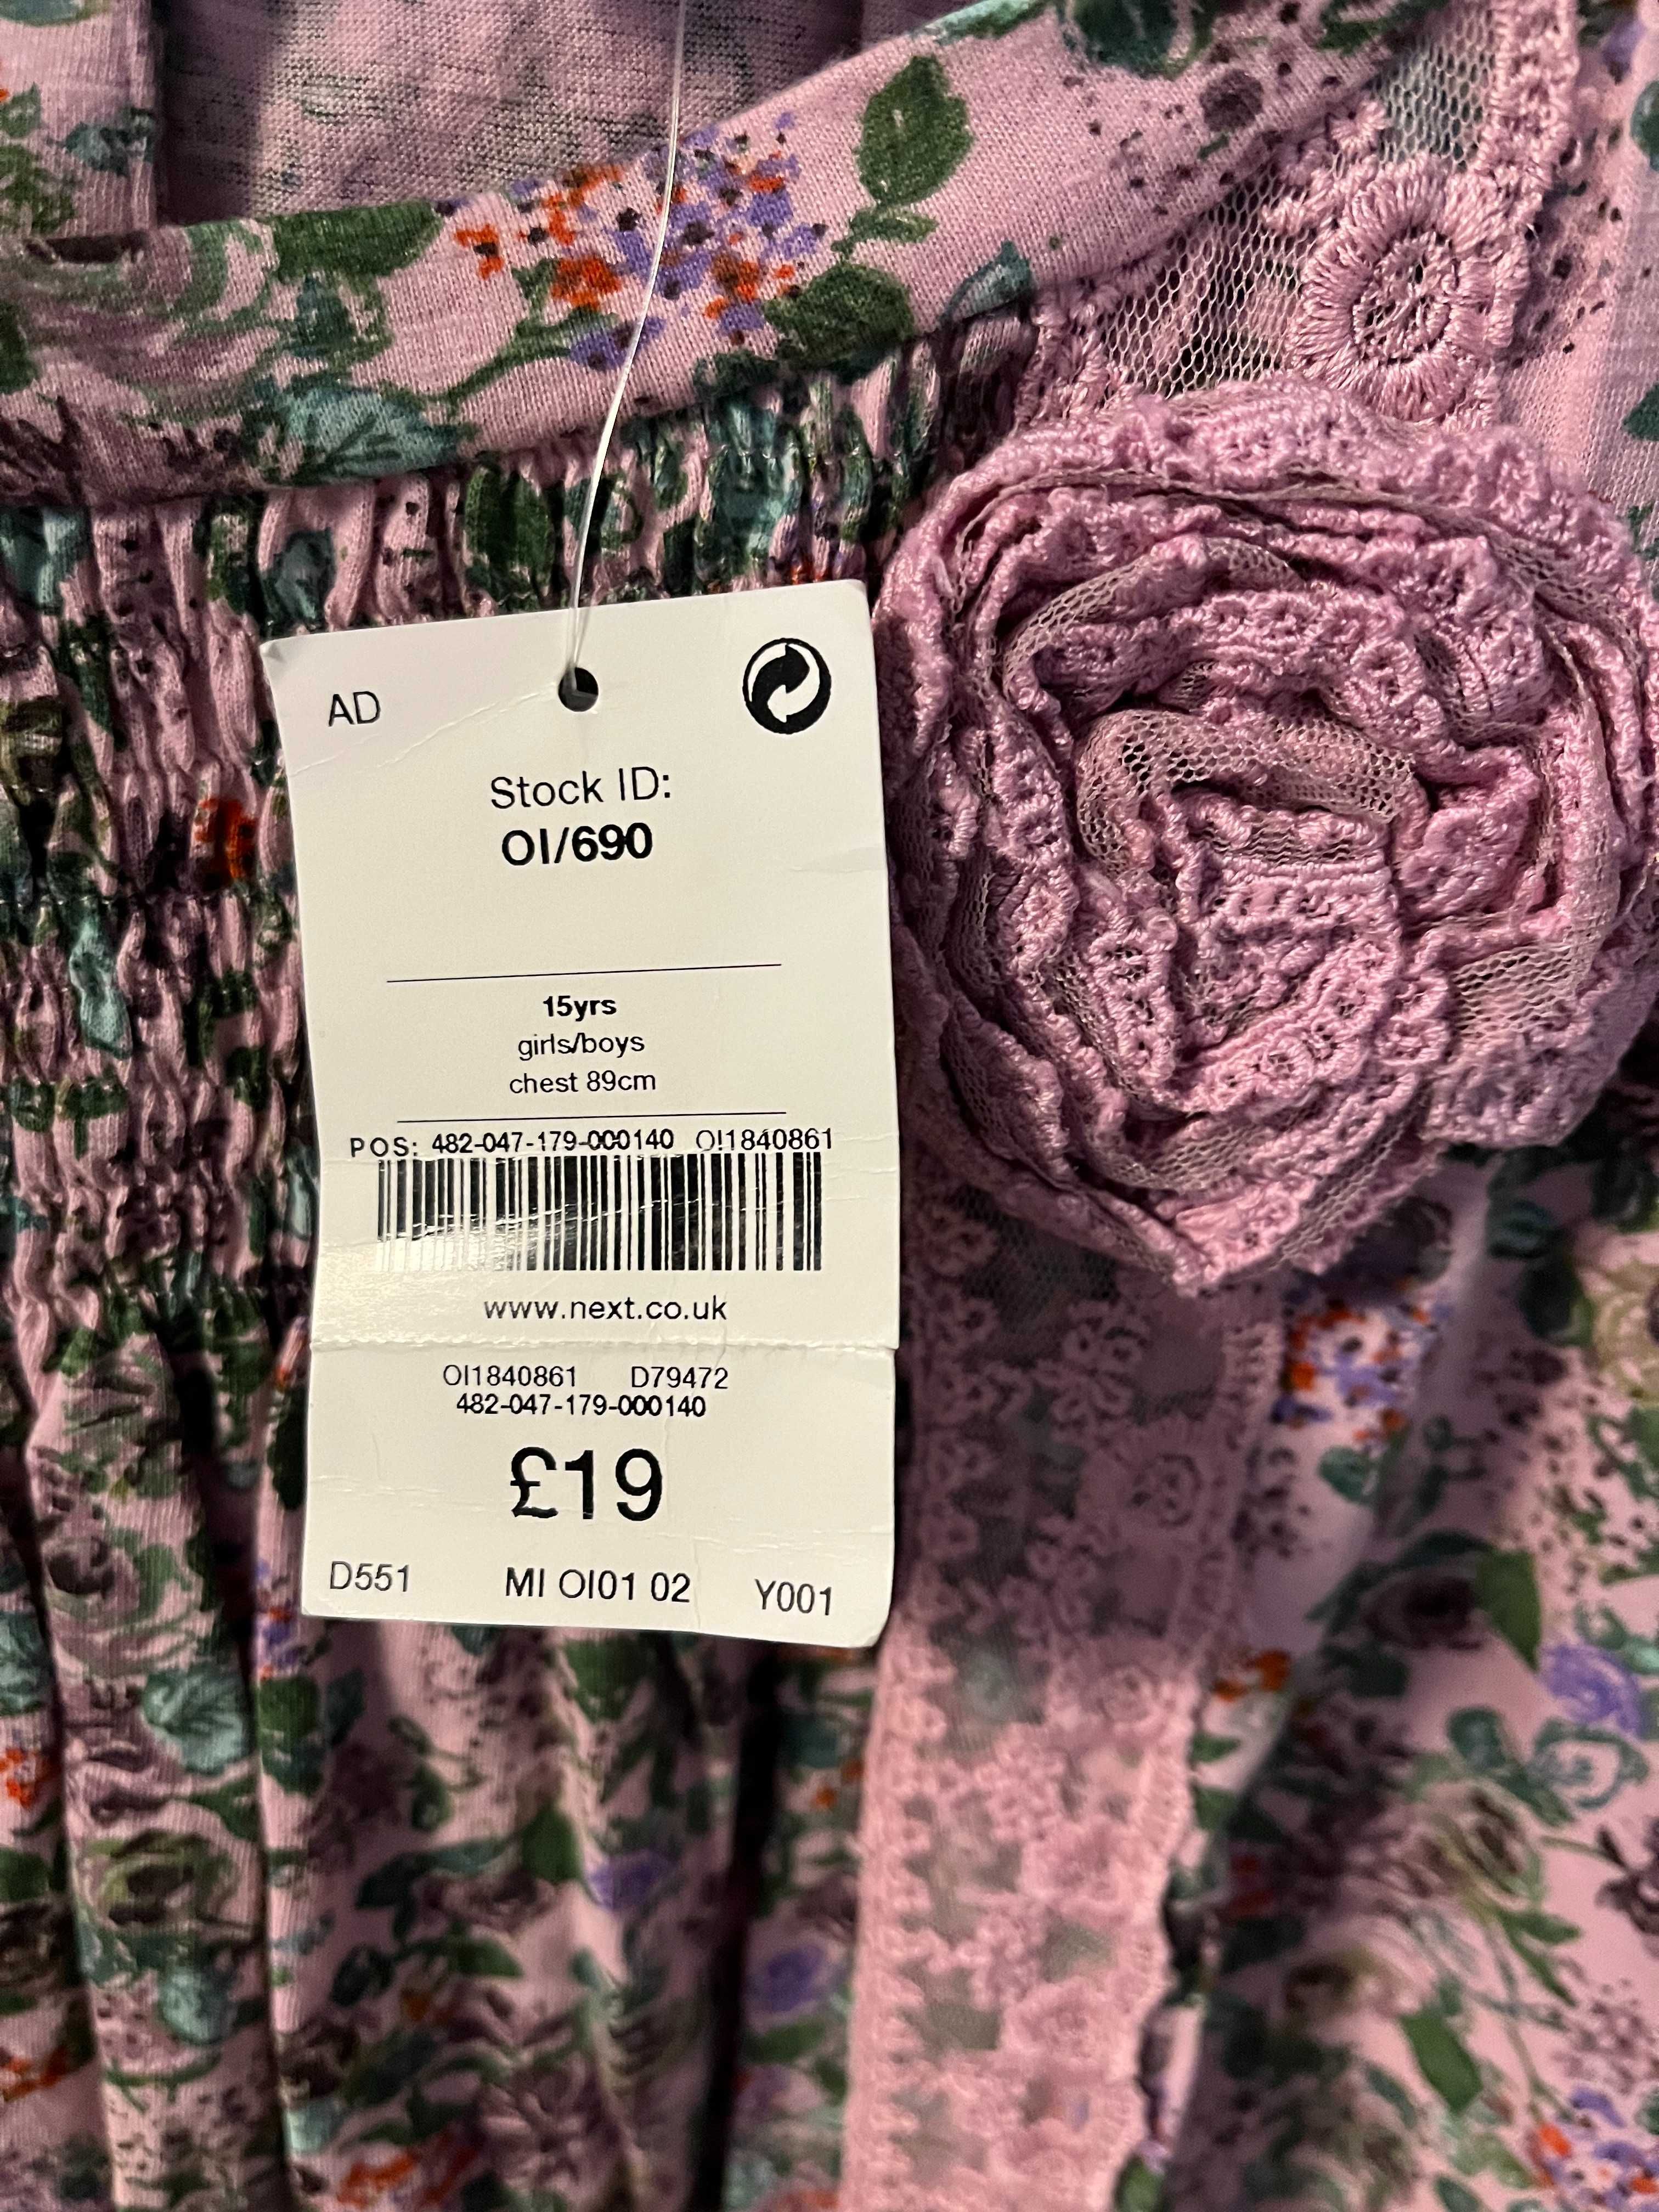 AD
Stock ID:
OI/690
15yrs
girls/boys
chest 89cm
POS: 482-047-179-000140 OI1840861
www.next.co.uk
OI1840861 D79472
482-047-179-000140
£19
D551 MI OI01 02 Y001